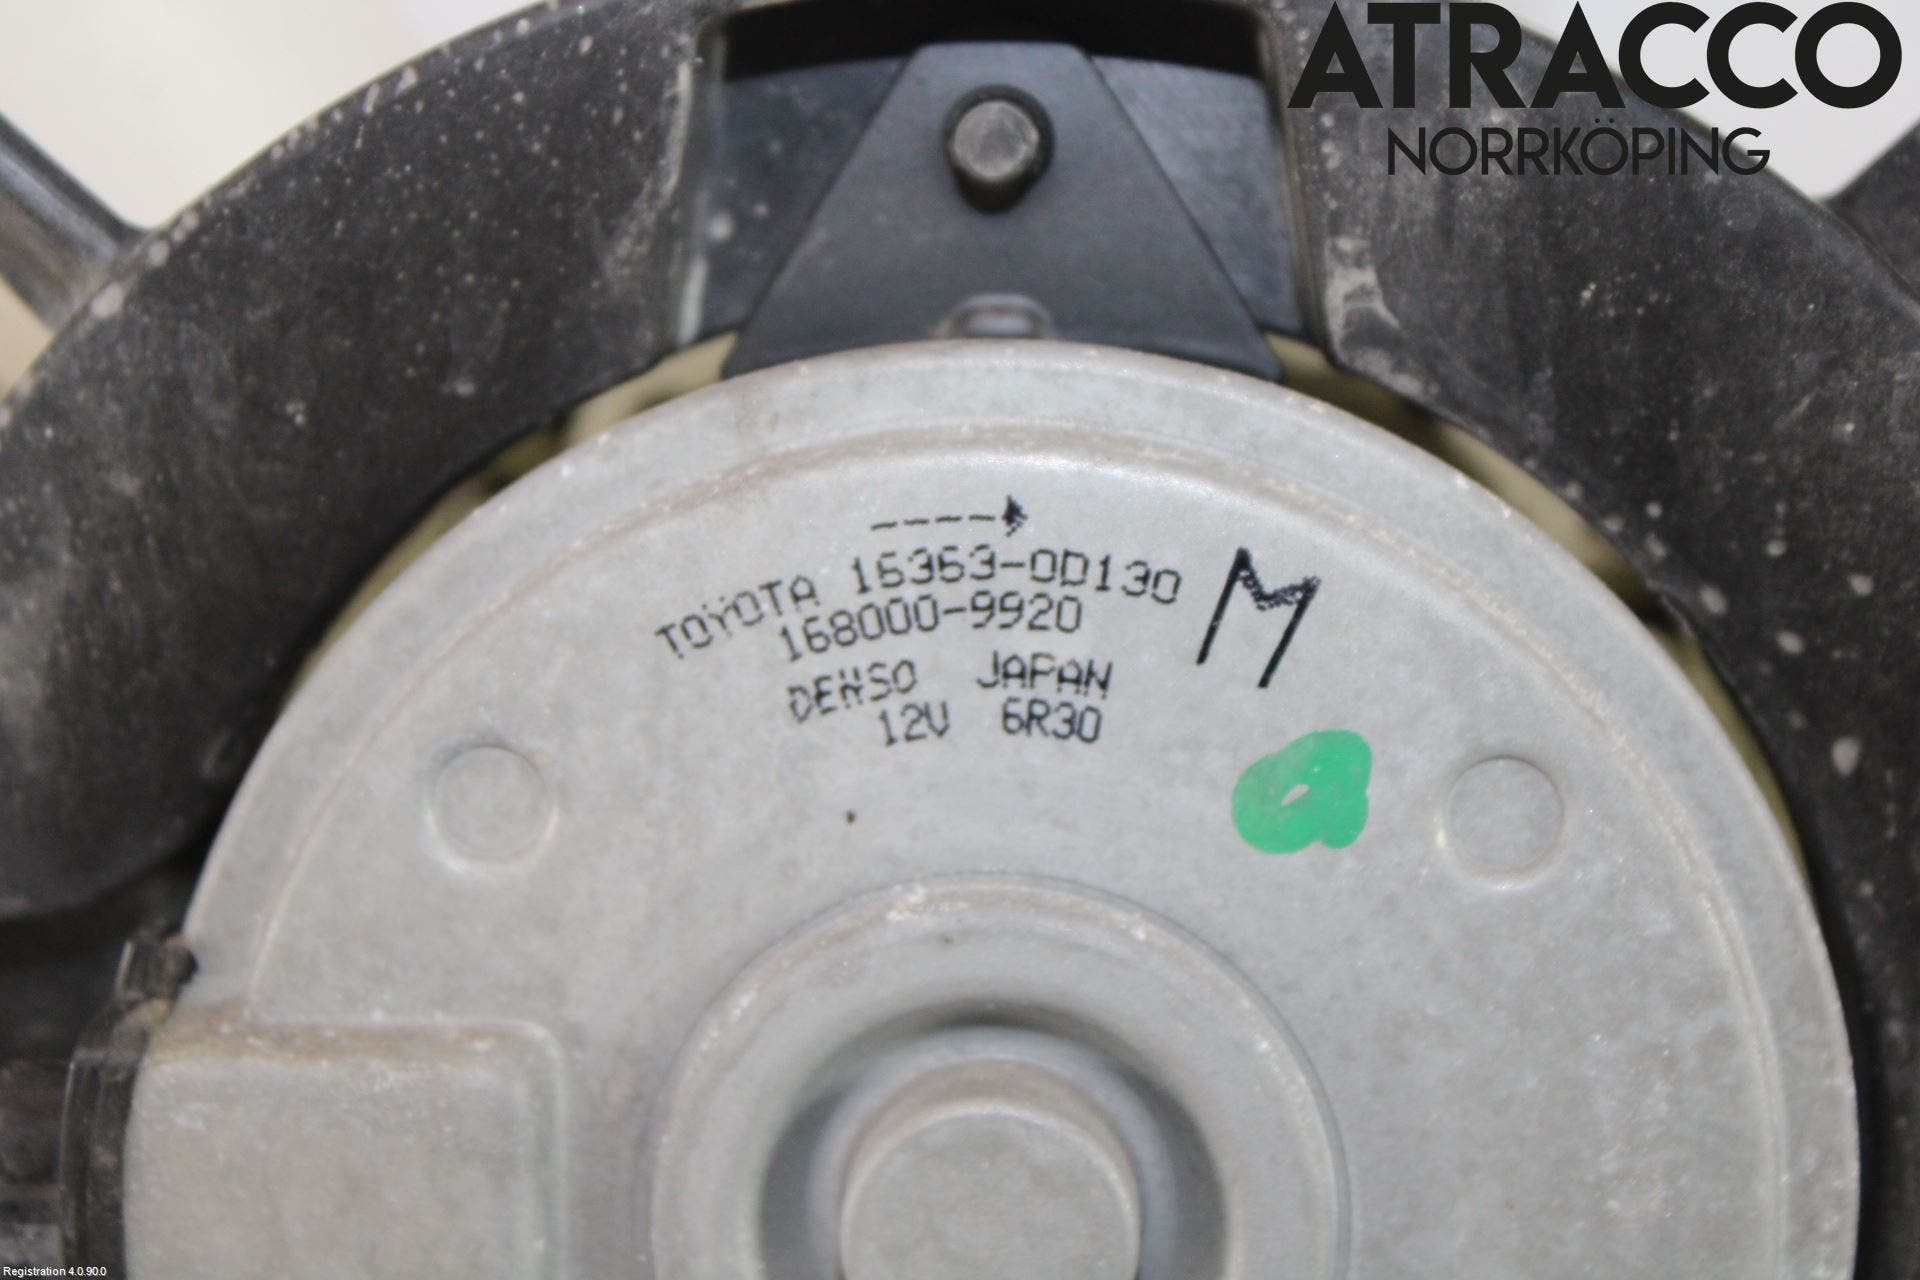 ATRACCO
NORRKÖPING
TOYOTA 16363-0D130
M
168000-9920
DENSO JAPAN
12V 6R30
Registration 4.0.90.0